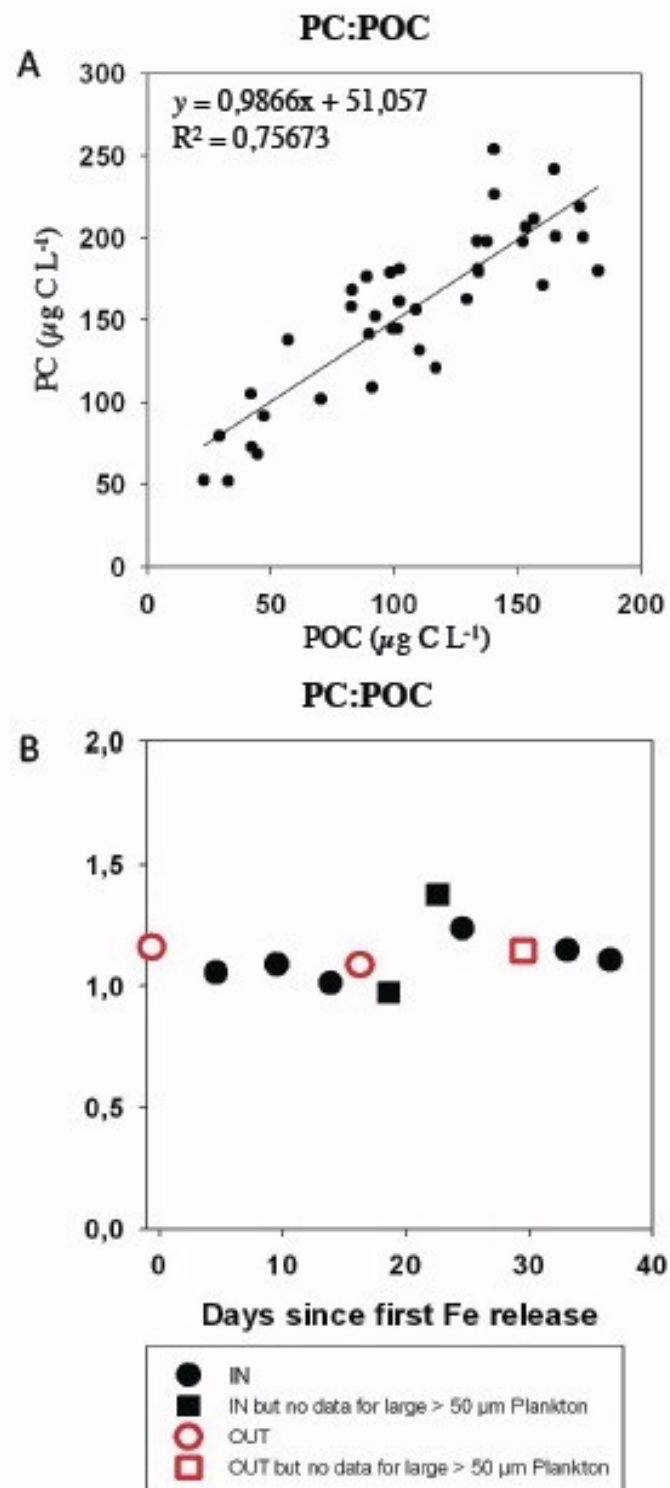 PC:POC
A
300
250
200
150
100
50
0
y = 0,9866x + 51,057
R² = 0,75673
PC (µg C L⁻¹)
0 50 100 150 200
POC (µg C L⁻¹)
PC:POC
B
2,0
1,5
1,0
0,5
0,0
0 10 20 30 40
Days since first Fe release
IN
IN but no data for large > 50 µm Plankton
OUT
OUT but no data for large > 50 µm Plankton